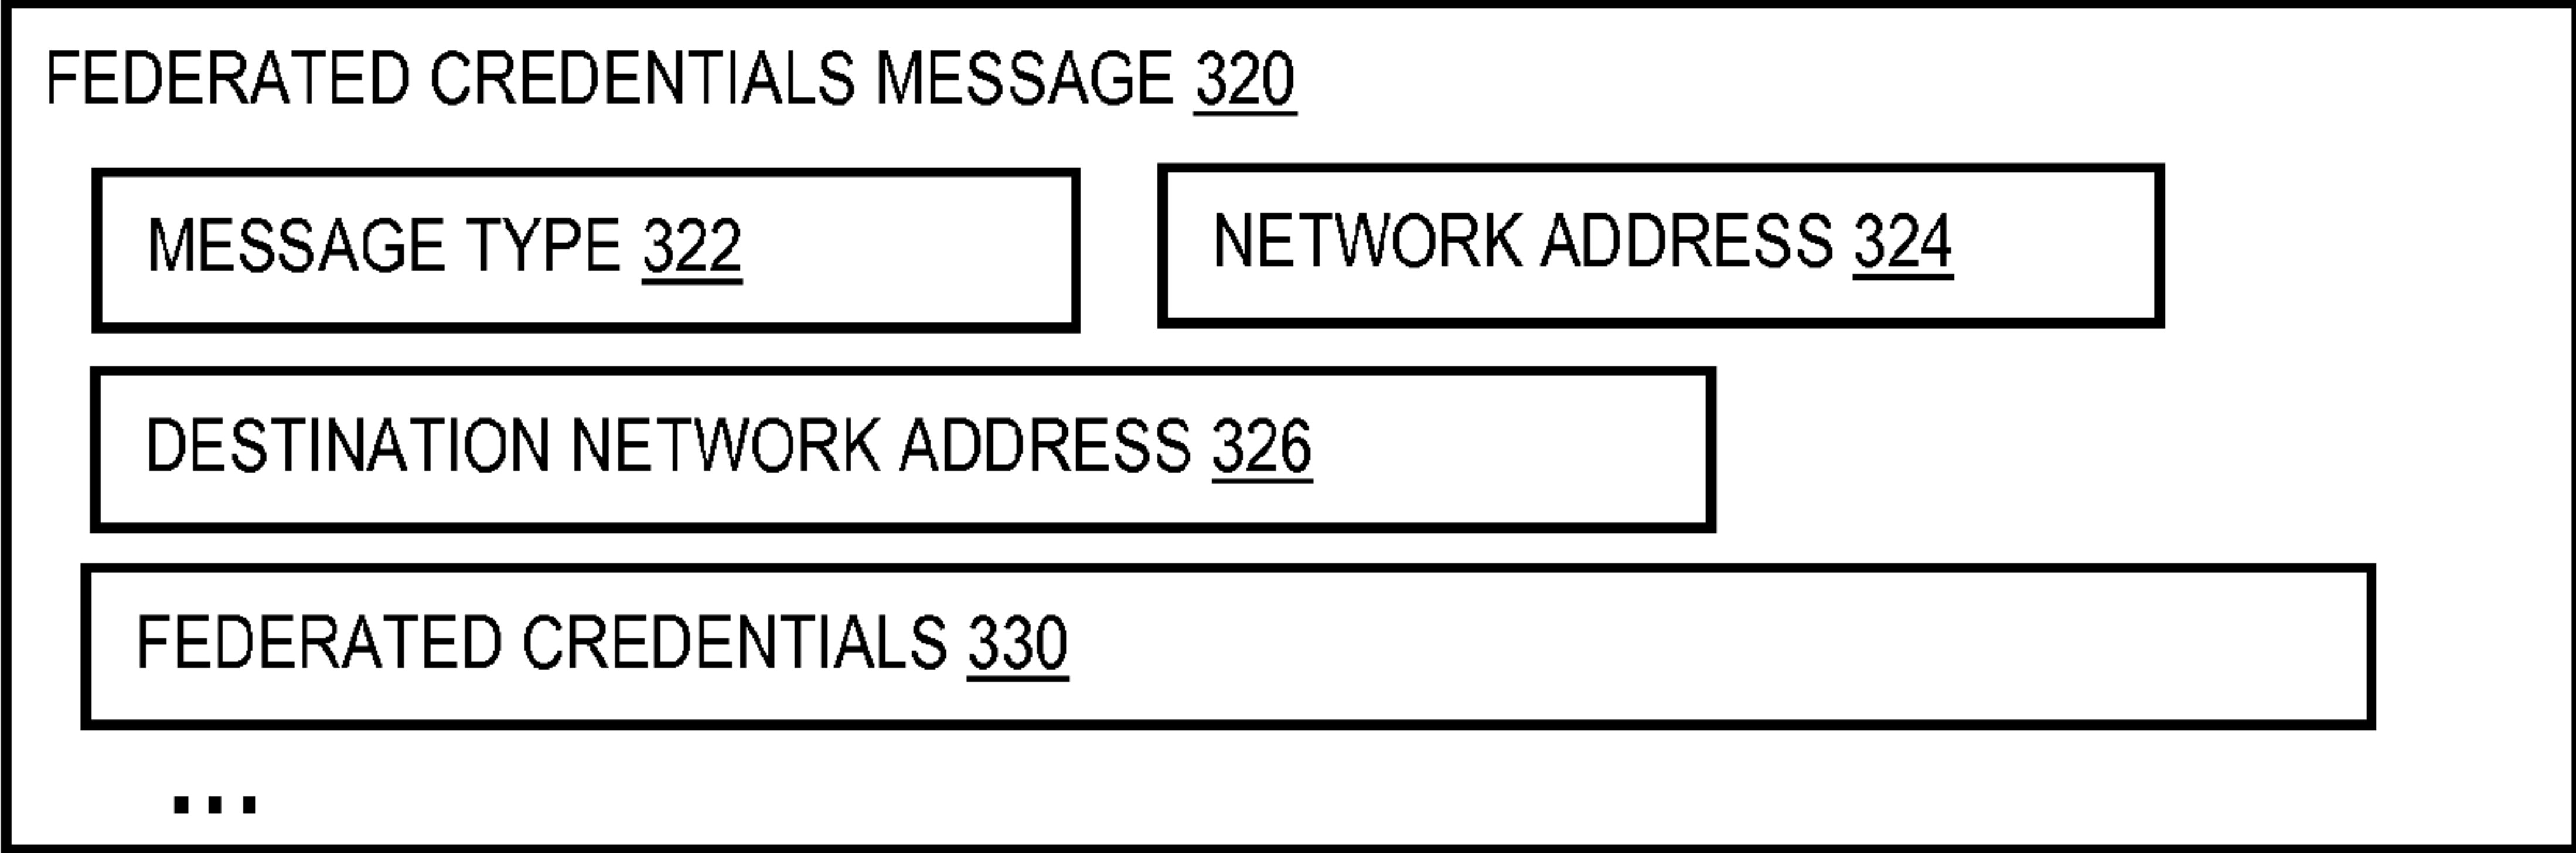 FEDERATED CREDENTIALS MESSAGE 320
MESSAGE TYPE 322
NETWORK ADDRESS 324
DESTINATION NETWORK ADDRESS 326
FEDERATED CREDENTIALS 330
...